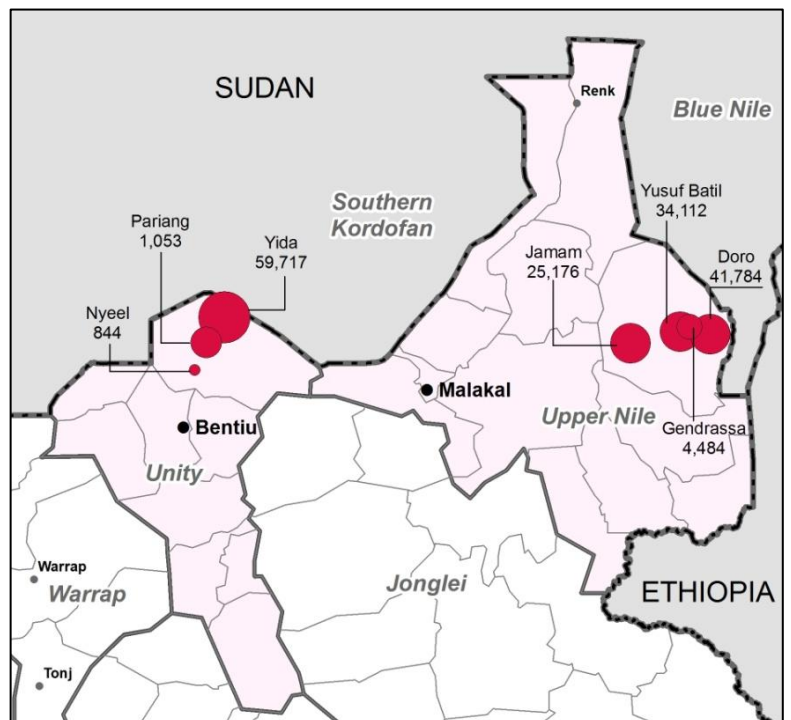 SUDAN
Renk
Blue Nile
Southern
Kordofan
Yusuf Batil
34,112
Pariang
1,053
Yida
59,717
Jamam
25,176
Doro
41,784
Nyeel
844
Malakal
Bentiu
Upper Nile
Gendrassa
4,484
Unity
Warrap
Warrap
Jonglei
ETHIOPIA
Tonj